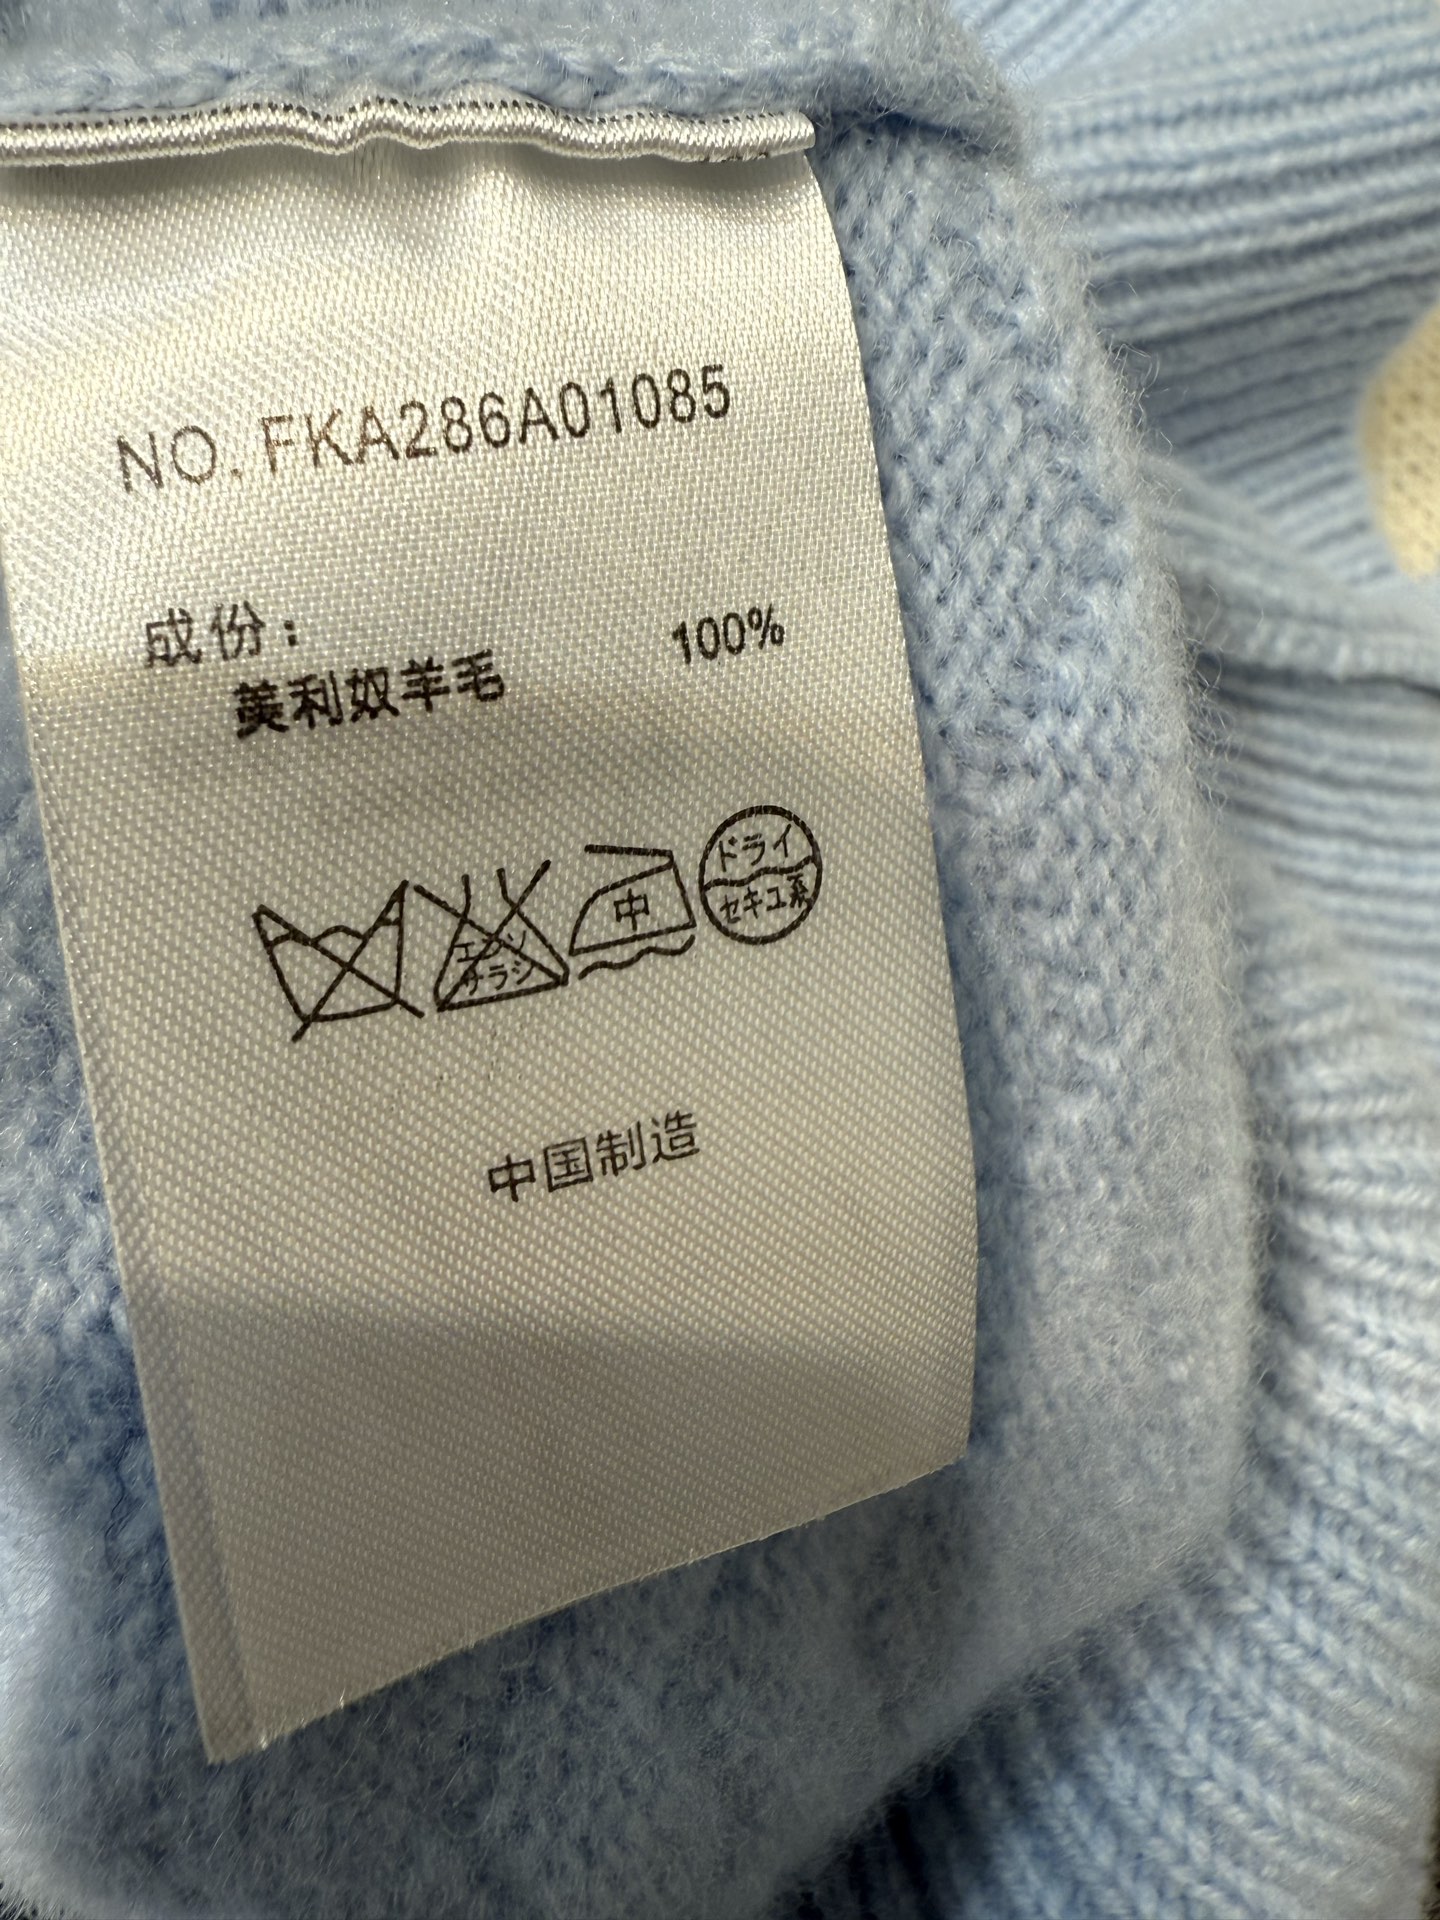 NO. FKA286A01085
成份：
美利奴羊毛 100%
エンソ
サラシ
中
ドライ
セキユ系
中国制造